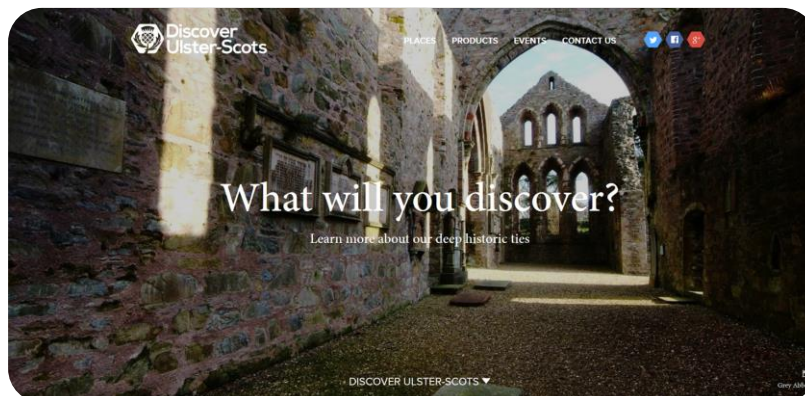 Discover
Ulster-Scots
PLACES PRODUCTS EVENTS CONTACT US
What will you discover?
Learn more about our deep historic ties
DISCOVER ULSTER-SCOTS
Grey